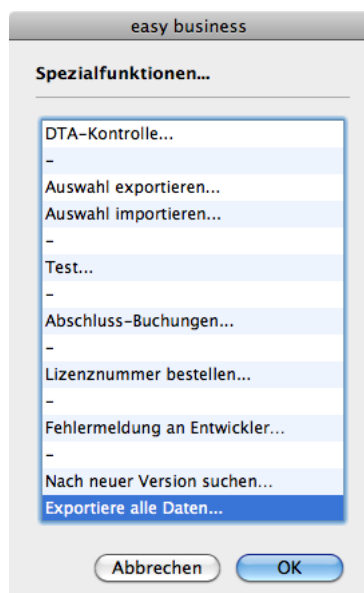 easy business
Spezialfunktionen...
DTA-Kontrolle...
-
Auswahl exportieren...
Auswahl importieren...
-
Test...
-
Abschluss-Buchungen...
-
Lizenznummer bestellen...
-
Fehlermeldung an Entwickler...
-
Nach neuer Version suchen...
Exportiere alle Daten...
Abbrechen OK